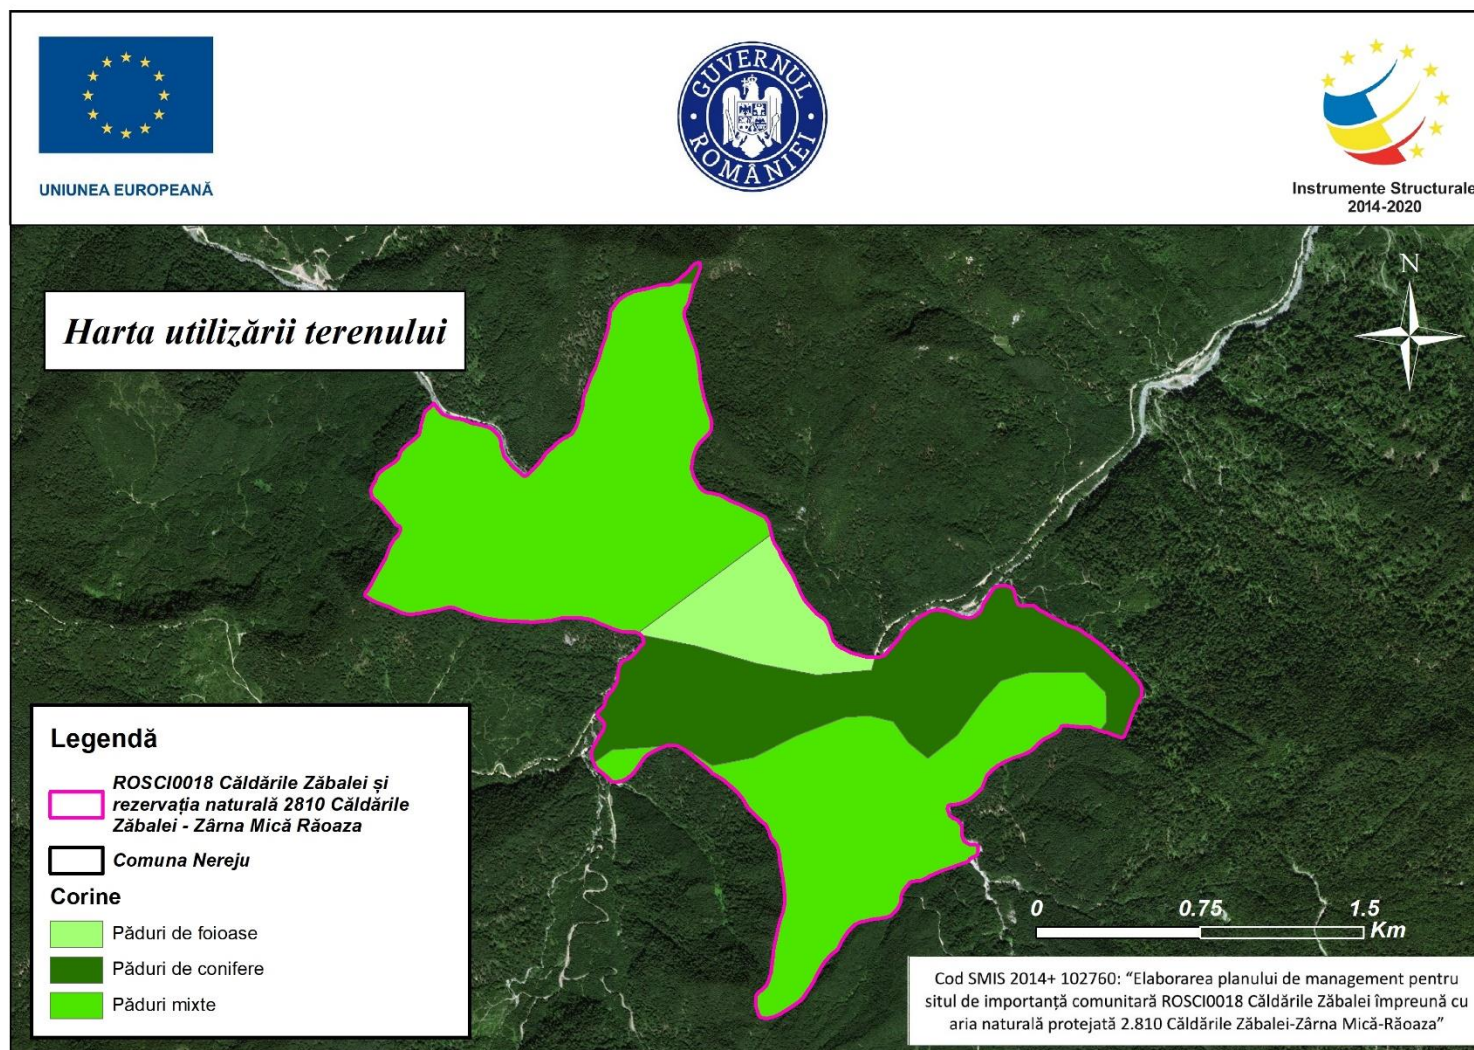 UNIUNEA EUROPEANĂ
GUVERNUL ROMÂNIEI
Instrumente Structurale
2014-2020
Harta utilizării terenului
N
Legendă
ROSCI0018 Căldările Zăbalei și
rezervația naturală 2810 Căldările
Zăbalei - Zârna Mică Răoaza
Comuna Nereju
Corine
Păduri de foioase
Păduri de conifere
Păduri mixte
0 0.75 1.5
Km
Cod SMIS 2014+ 102760: “Elaborarea planului de management pentru
situl de importanță comunitară ROSCI0018 Căldările Zăbalei împreună cu
aria naturală protejată 2.810 Căldările Zăbalei-Zârna Mică-Răoaza”